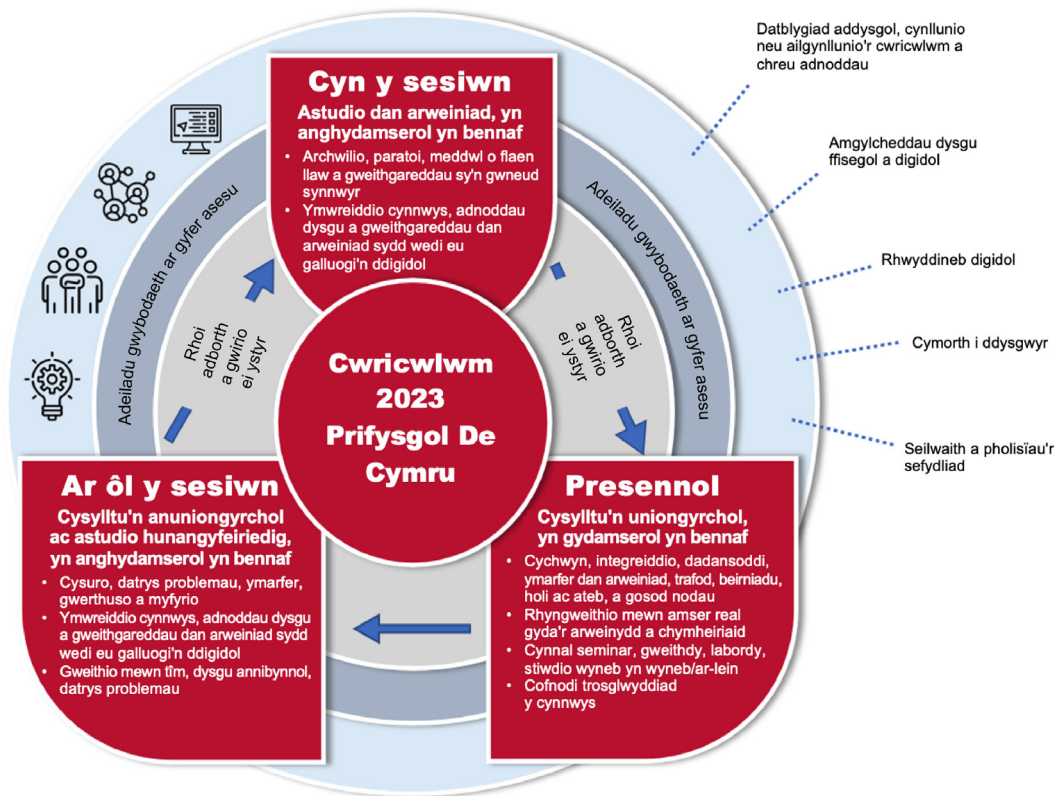 Datblygiad addysgol, cynllunio
neu ailgynllunio'r cwricwlwm a
chreu adnoddau
Amgylcheddau dysgu
ffisegol a digidol
Rhwyddineb digidol
Cymorth i ddysgwyr
Seilwaith a pholisïau'r
sefydliad
Cyn y sesiwn
Astudio dan arweiniad, yn
anghydamserol yn bennaf
• Archwilio, paratoi, meddwl o flaen
llaw a gweithgareddau sy'n gwneud
synnwyr
• Ymwreiddio cynnwys, adnoddau
dysgu a gweithgareddau dan
arweiniad sydd wedi eu
galluogi'n ddigidol
Adeiladu gwybodaeth ar gyfer asesu
Adeiladu gwybodaeth ar gyfer asesu
Rhoi
adborth
a gwirio
ei ystyr
Rhoi
adborth
a gwirio
ei ystyr
Cwricwlwm
2023
Prifysgol De
Cymru
Ar ôl y sesiwn
Cysylltu'n anuniongyrchol
ac astudio hunangyfeiriedig,
yn anghydamserol yn bennaf
• Cysuro, datrys problemau, ymarfer,
gwerthuso a myfyrio
• Ymwreiddio cynnwys, adnoddau dysgu
a gweithgareddau dan arweiniad sydd
wedi eu galluogi'n ddigidol
• Gweithio mewn tîm, dysgu annibynnol,
datrys problemau
Presennol
Cysylltu'n uniongyrchol,
yn gydamserol yn bennaf
• Cychwyn, integreiddio, dadansoddi,
ymarfer dan arweiniad, trafod, beirniadu,
holi ac ateb, a gosod nodau
• Rhyngweithio mewn amser real
gyda'r arweinydd a chymheiriaid
• Cynnal seminar, gweithdy, labordy,
stiwdio wyneb yn wyneb/ar-lein
• Cofnodi trosglwyddiad
y cynnwys